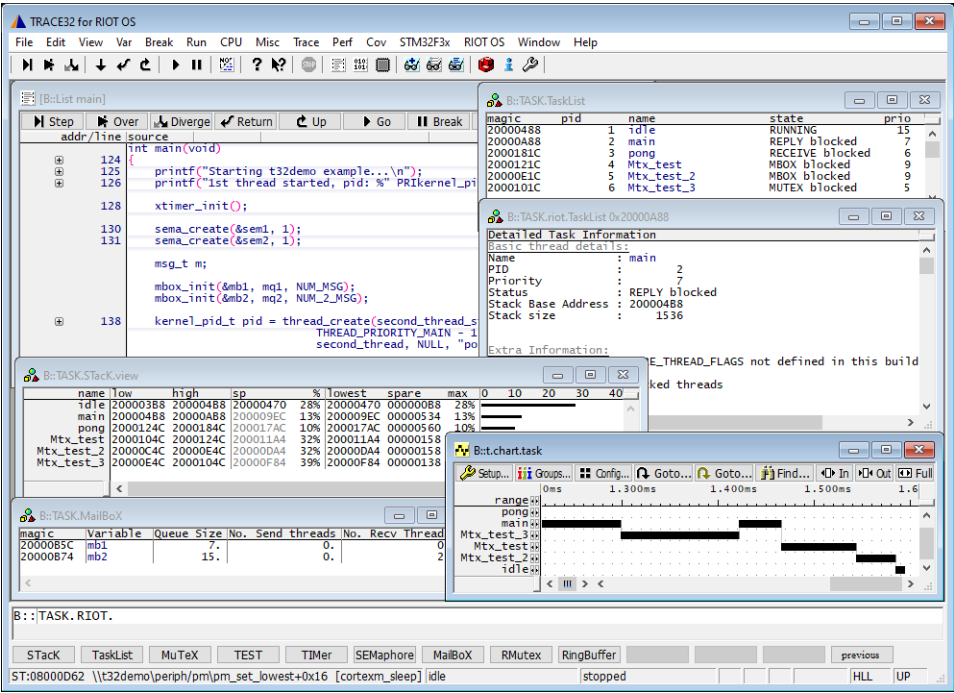 TRACE32 for RIOT OS
File Edit View Var Break Run CPU Misc Trace Perf Cov STM32F3x RIOT OS Window Help
[B::List main]
Step Over Diverge Return Up Go Break
addr/line source
int main(void)
124 {
125 printf("Starting t32demo example...\n");
126 printf("1st thread started, pid: %" PRIkernel_pi
128 xtimer_init();
130 sema_create(&sem1, 1);
131 sema_create(&sem2, 1);
msg_t m;
mbox_init(&mb1, mq1, NUM_MSG);
mbox_init(&mb2, mq2, NUM_2_MSG);
138 kernel_pid_t pid = thread_create(second_thread_s
THREAD_PRIORITY_MAIN - 1
second_thread, NULL, "po
B::TASK.TaskList
magic pid name state prio
20000488 1 idle RUNNING 15
20000A88 2 main REPLY blocked 7
2000181C 3 pong RECEIVE blocked 6
2000121C 4 Mtx_test MBOX blocked 9
20000E1C 5 Mtx_test_2 MBOX blocked 9
2000101C 6 Mtx_test_3 MUTEX blocked 5
B::TASK.riot.TaskList 0x20000A88
Detailed Task Information
Basic thread details:
Name : main
PID : 2
Priority : 7
Status : REPLY blocked
Stack Base Address : 200004B8
Stack size : 1536
Extra Information:
E_THREAD_FLAGS not defined in this build
ked threads
B::TASK.STacK.view
name low high sp % lowest spare max 0 10 20 30 40
idle 200003B8 200004B8 20000470 28% 20000470 000000B8 28%
main 200004B8 20000AB8 200009EC 13% 200009EC 00000534 13%
pong 2000124C 2000184C 200017AC 10% 200017AC 00000560 10%
Mtx_test 2000104C 2000124C 200011A4 32% 200011A4 00000158
Mtx_test_2 20000C4C 20000E4C 20000DA4 32% 20000DA4 00000158
Mtx_test_3 20000E4C 2000104C 20000F84 39% 20000F84 00000138
B::TASK.MailBoX
magic Variable Queue Size No. Send threads No. Recv Thread
20000B5C mb1 7. 0. 0
20000B74 mb2 15. 0. 2
B::t.chart.task
Setup... Groups... Config... Goto... Goto... Find... In Out Full
0ms 1.300ms 1.400ms 1.500ms 1.6
range
pong
main
Mtx_test_3
Mtx_test
Mtx_test_2
idle
B::TASK.RIOT.
STacK TaskList MuTeX TEST TIMer SEMaphore MailBoX RMutex RingBuffer previous
ST:08000D62 \\t32demo\periph/pm\pm_set_lowest+0x16 [cortexm_sleep] idle stopped HLL UP